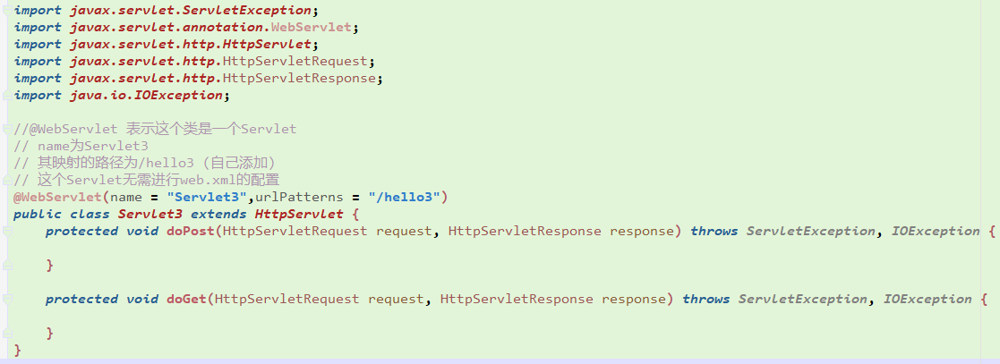 import javax.servlet.ServletException;
import javax.servlet.annotation.WebServlet;
import javax.servlet.http.HttpServlet;
import javax.servlet.http.HttpServletRequest;
import javax.servlet.http.HttpServletResponse;
import java.io.IOException;
//@WebServlet 表示这个类是一个Servlet
// name为Servlet3
// 其映射的路径为/hello3 (自己添加)
// 这个Servlet无需进行web.xml的配置
@WebServlet(name = "Servlet3",urlPatterns = "/hello3")
public class Servlet3 extends HttpServlet {
    protected void doPost(HttpServletRequest request, HttpServletResponse response) throws ServletException, IOException {
    }
    protected void doGet(HttpServletRequest request, HttpServletResponse response) throws ServletException, IOException {
    }
}